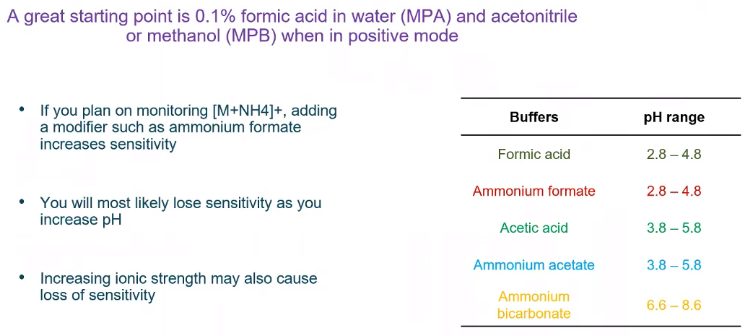 A great starting point is 0.1% formic acid in water (MPA) and acetonitrile
or methanol (MPB) when in positive mode
• If you plan on monitoring [M+NH4]+, adding
a modifier such as ammonium formate
increases sensitivity
• You will most likely lose sensitivity as you
increase pH
• Increasing ionic strength may also cause
loss of sensitivity
Buffers pH range
Formic acid 2.8 – 4.8
Ammonium formate 2.8 – 4.8
Acetic acid 3.8 – 5.8
Ammonium acetate 3.8 – 5.8
Ammonium
bicarbonate 6.6 – 8.6